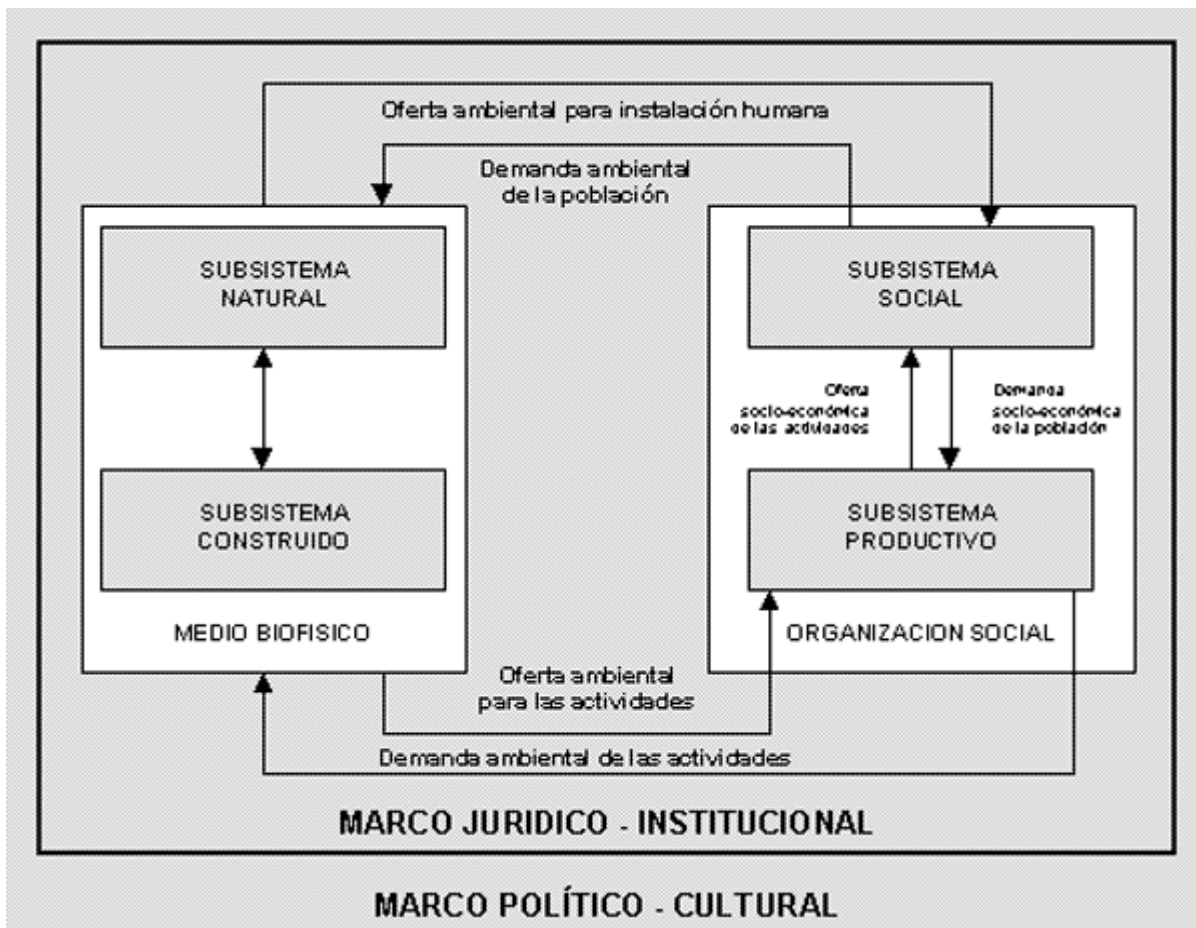 Oferta ambiental para instalación humana
Demanda ambiental
de la población
SUBSISTEMA
NATURAL
SUBSISTEMA
SOCIAL
Oferta
socio-económica
de las actividades
Demanda
socio-económica
de la población
SUBSISTEMA
CONSTRUIDO
SUBSISTEMA
PRODUCTIVO
MEDIO BIOFISICO
ORGANIZACION SOCIAL
Oferta ambiental
para las actividades
Demanda ambiental de las actividades
MARCO JURIDICO - INSTITUCIONAL
MARCO POLÍTICO - CULTURAL